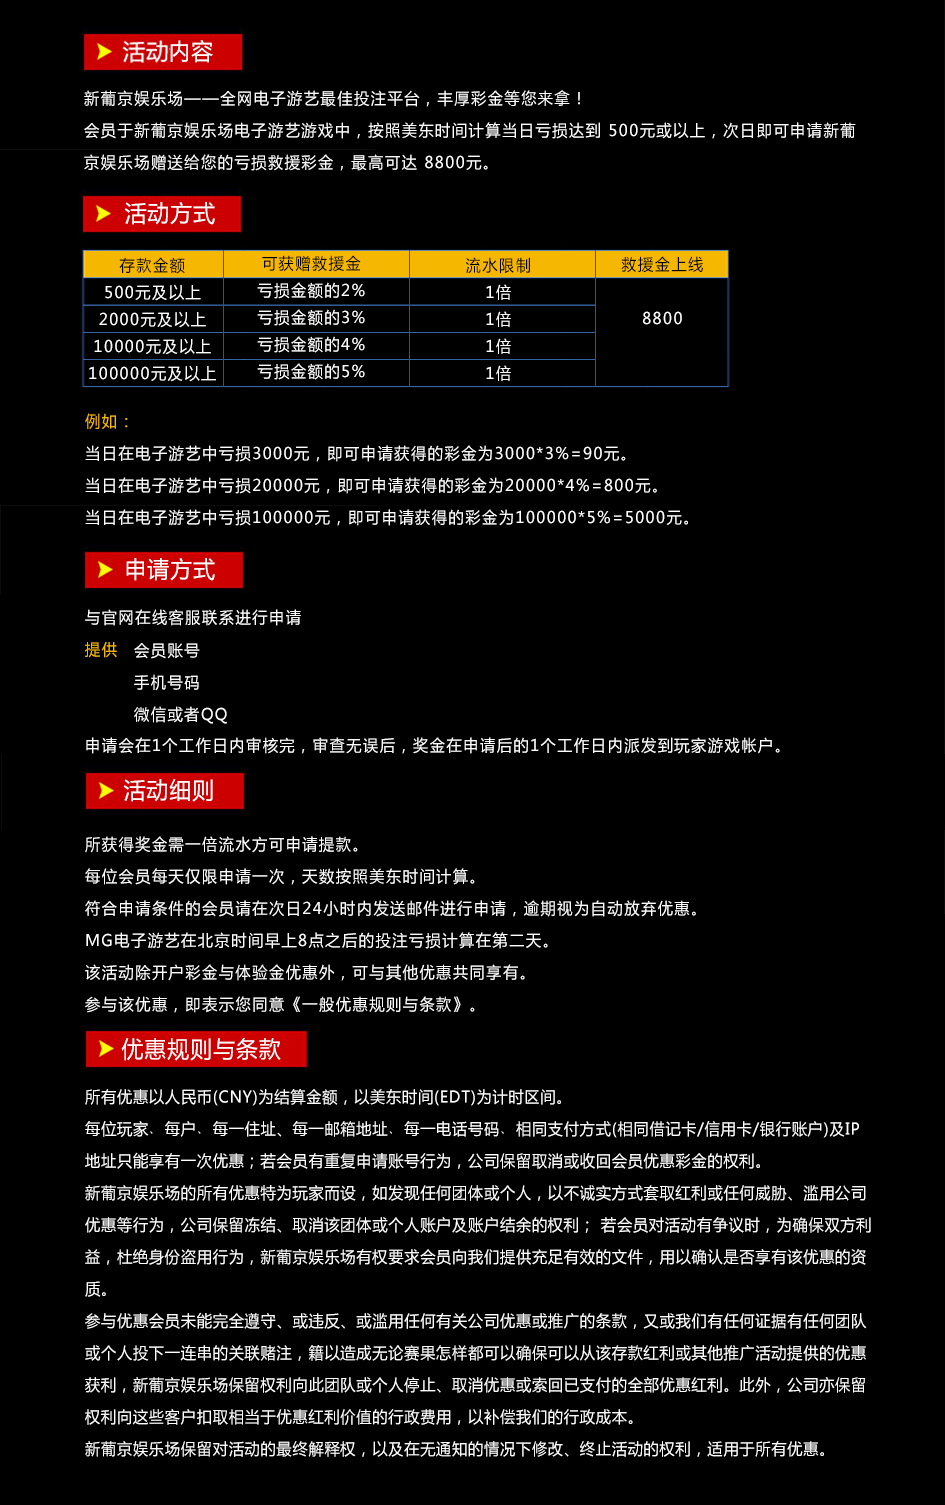 活动内容
新葡京娱乐场——全网电子游艺最佳投注平台，丰厚彩金等您来拿！
会员于新葡京娱乐场电子游艺游戏中，按照美东时间计算当日亏损达到 500元或以上，次日即可申请新葡
京娱乐场赠送给您的亏损救援彩金，最高可达 8800元。
活动方式
存款金额 可获赠救援金 流水限制 救援金上线
500元及以上 亏损金额的2% 1倍
2000元及以上 亏损金额的3% 1倍 8800
10000元及以上 亏损金额的4% 1倍
100000元及以上 亏损金额的5% 1倍
例如：
当日在电子游艺中亏损3000元，即可申请获得的彩金为3000*3%=90元。
当日在电子游艺中亏损20000元，即可申请获得的彩金为20000*4%=800元。
当日在电子游艺中亏损100000元，即可申请获得的彩金为100000*5%=5000元。
申请方式
与官网在线客服联系进行申请
提供 会员账号
手机号码
微信或者QQ
申请会在1个工作日内审核完，审查无误后，奖金在申请后的1个工作日内派发到玩家游戏帐户。
活动细则
所获得奖金需一倍流水方可申请提款。
每位会员每天仅限申请一次，天数按照美东时间计算。
符合申请条件的会员请在次日24小时内发送邮件进行申请，逾期视为自动放弃优惠。
MG电子游艺在北京时间早上8点之后的投注亏损计算在第二天。
该活动除开户彩金与体验金优惠外，可与其他优惠共同享有。
参与该优惠，即表示您同意《一般优惠规则与条款》。
优惠规则与条款
所有优惠以人民币(CNY)为结算金额，以美东时间(EDT)为计时区间。
每位玩家、每户、每一住址、每一邮箱地址、每一电话号码、相同支付方式(相同借记卡/信用卡/银行账户)及IP
地址只能享有一次优惠；若会员有重复申请账号行为，公司保留取消或收回会员优惠彩金的权利。
新葡京娱乐场的所有优惠特为玩家而设，如发现任何团体或个人，以不诚实方式套取红利或任何威胁、滥用公司
优惠等行为，公司保留冻结、取消该团体或个人账户及账户结余的权利； 若会员对活动有争议时，为确保双方利
益，杜绝身份盗用行为，新葡京娱乐场有权要求会员向我们提供充足有效的文件，用以确认是否享有该优惠的资
质。
参与优惠会员未能完全遵守、或违反、或滥用任何有关公司优惠或推广的条款，又或我们有任何证据有任何团队
或个人投下一连串的关联赌注，籍以造成无论赛果怎样都可以确保可以从该存款红利或其他推广活动提供的优惠
获利，新葡京娱乐场保留权利向此团队或个人停止、取消优惠或索回已支付的全部优惠红利。此外，公司亦保留
权利向这些客户扣取相当于优惠红利价值的行政费用，以补偿我们的行政成本。
新葡京娱乐场保留对活动的最终解释权，以及在无通知的情况下修改、终止活动的权利，适用于所有优惠。